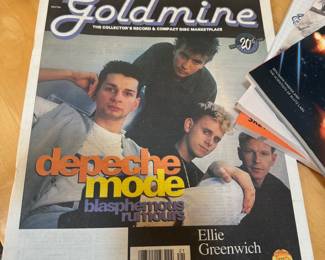 Goldmine
THE COLLECTOR'S RECORD & COMPACT DISC MARKETPLACE
20
depeche
mode
blasphemous
rumours
Ellie
Greenwich